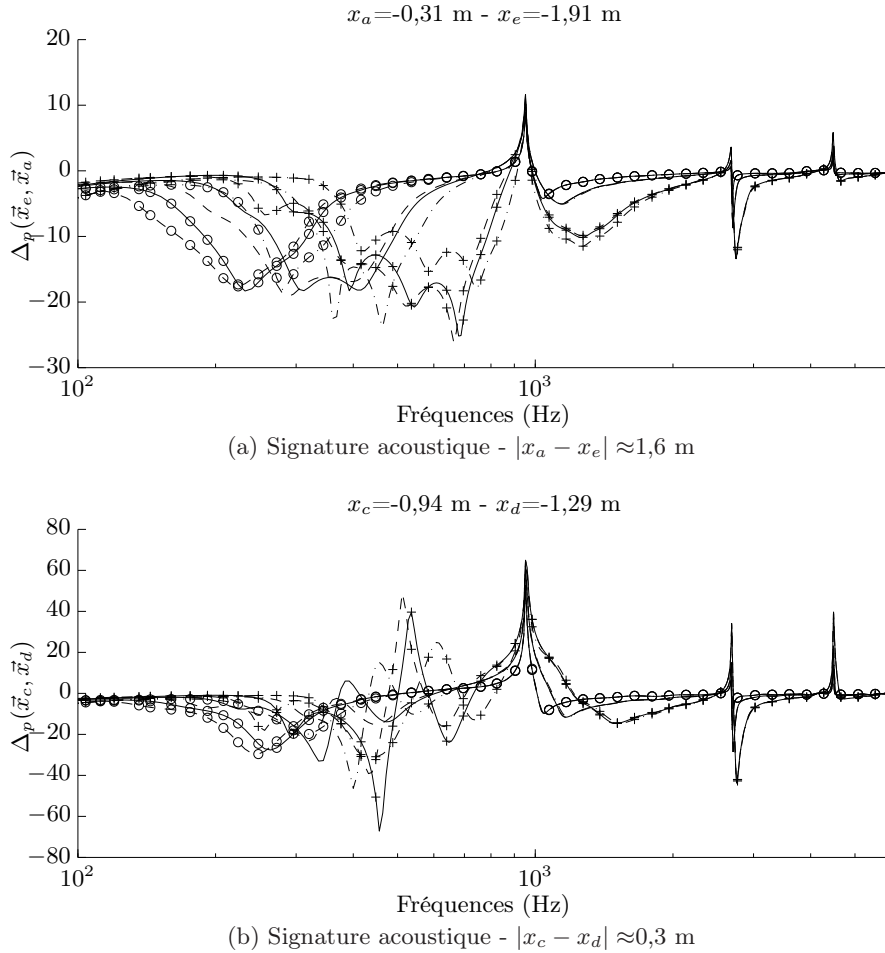 x_a=-0,31 m - x_e=-1,91 m
20
10
0
−10
−20
−30
Δ_p(x⃗_e, x⃗_a)
10^2
10^3
Fréquences (Hz)
(a) Signature acoustique - |x_a − x_e| ≈1,6 m
x_c=-0,94 m - x_d=-1,29 m
80
60
40
20
0
−20
−40
−60
−80
Δ_p(x⃗_c, x⃗_d)
10^2
10^3
Fréquences (Hz)
(b) Signature acoustique - |x_c − x_d| ≈0,3 m